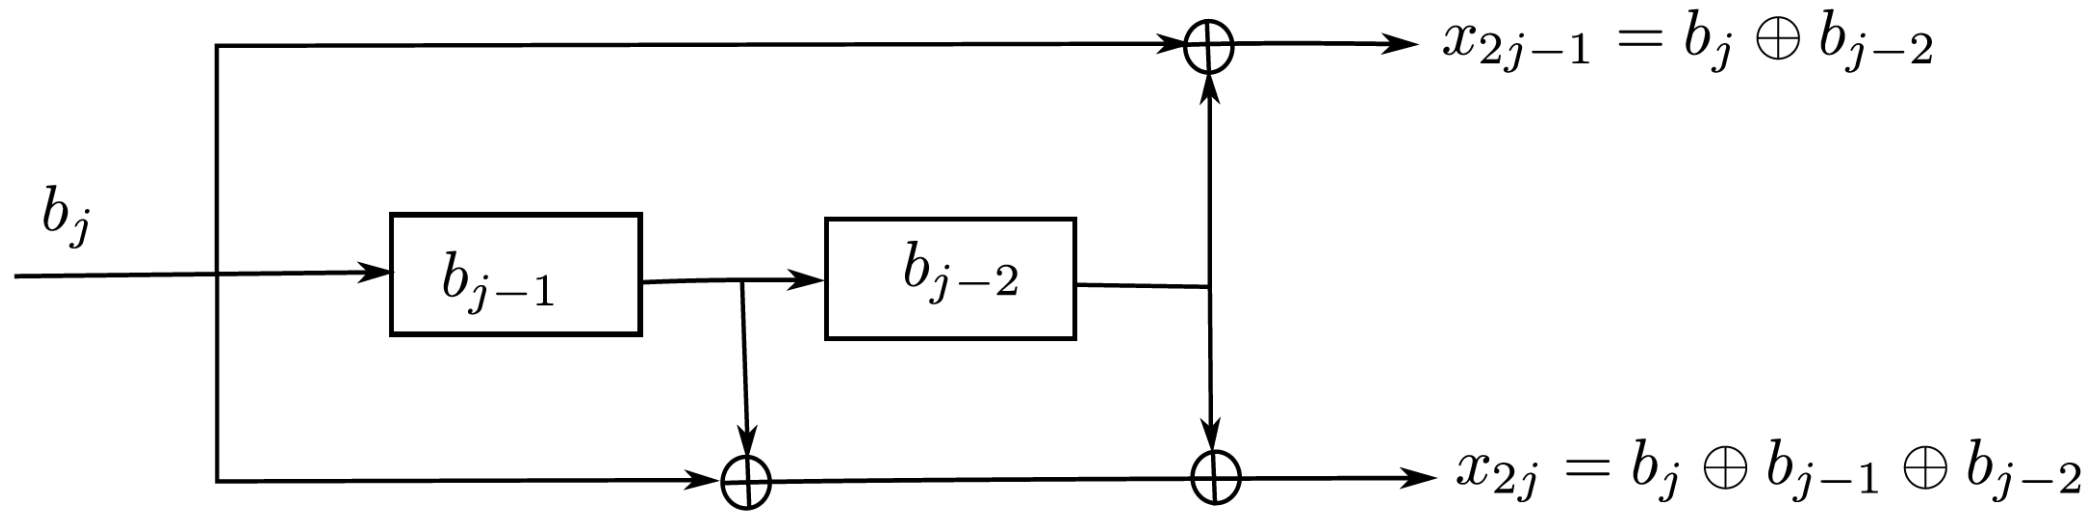 x_{2j-1} = b_j ⊕ b_{j-2}
b_j
b_{j-1}
b_{j-2}
x_{2j} = b_j ⊕ b_{j-1} ⊕ b_{j-2}